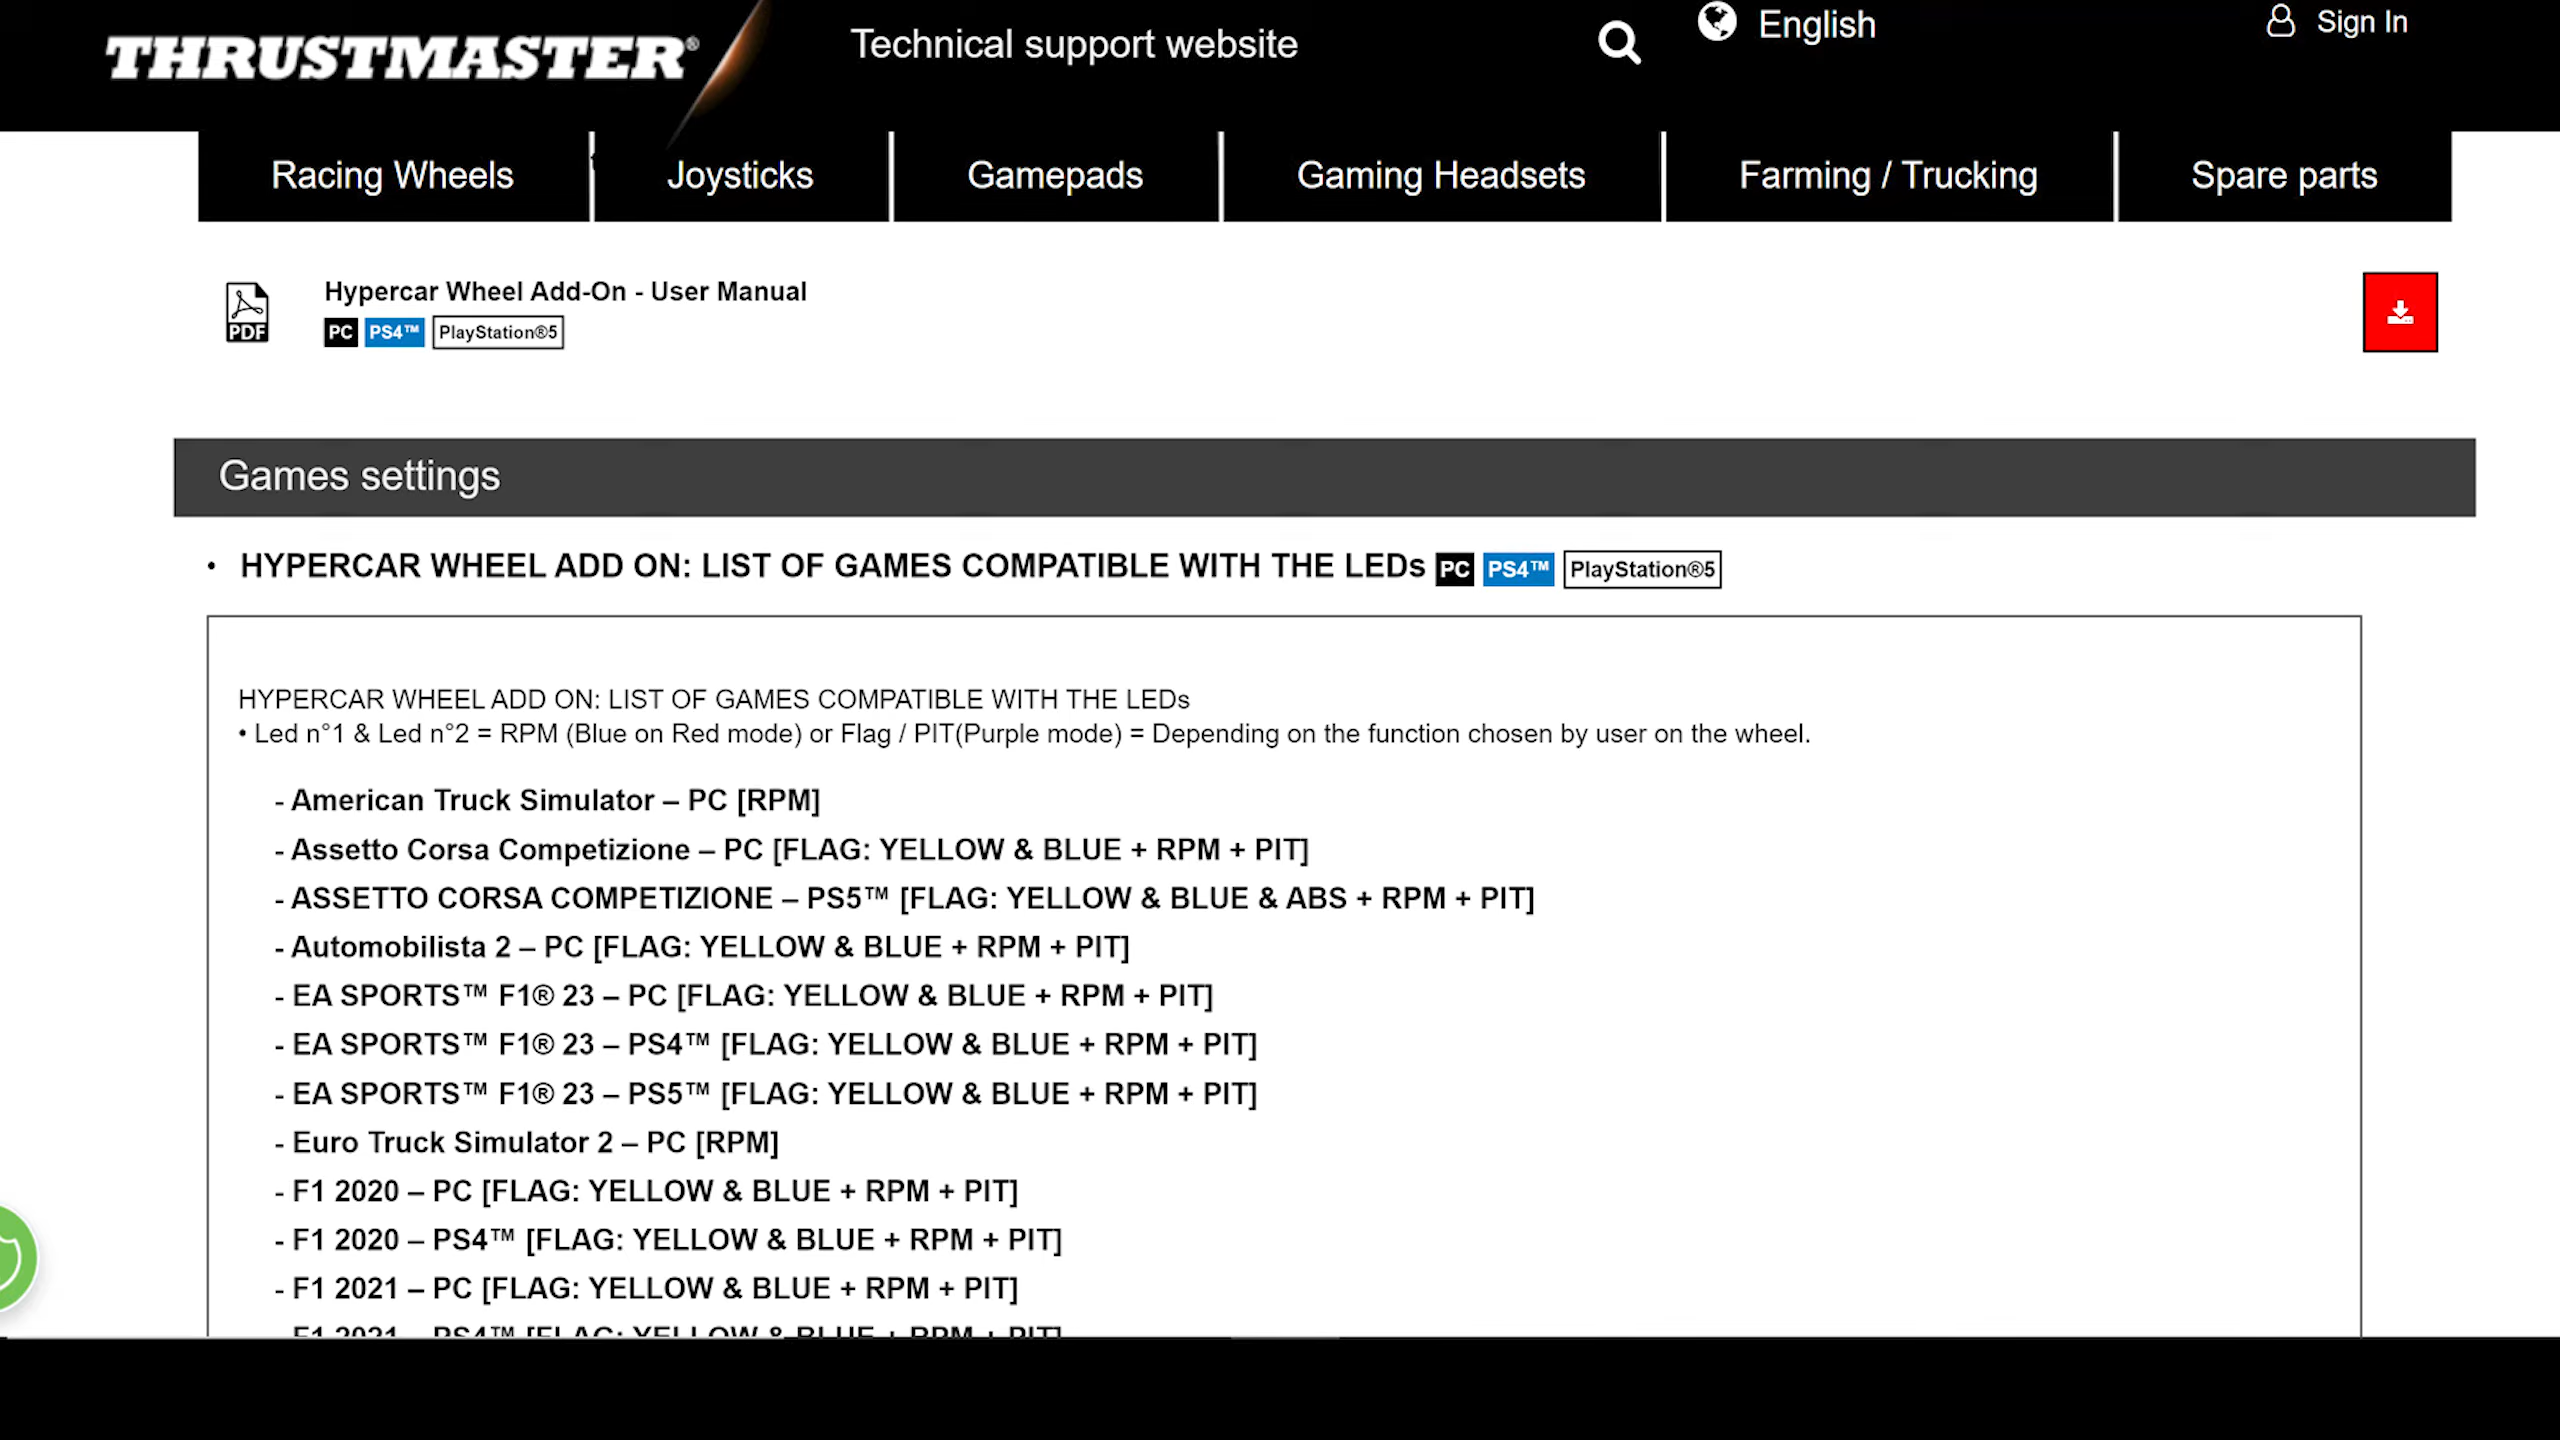 THRUSTMASTER®
Technical support website
English
Sign In
Racing Wheels
Joysticks
Gamepads
Gaming Headsets
Farming / Trucking
Spare parts
PDF
Hypercar Wheel Add-On - User Manual
PC PS4™ PlayStation®5
Games settings
• HYPERCAR WHEEL ADD ON: LIST OF GAMES COMPATIBLE WITH THE LEDs PC PS4™ PlayStation®5
HYPERCAR WHEEL ADD ON: LIST OF GAMES COMPATIBLE WITH THE LEDs
• Led n°1 & Led n°2 = RPM (Blue on Red mode) or Flag / PIT(Purple mode) = Depending on the function chosen by user on the wheel.
- American Truck Simulator – PC [RPM]
- Assetto Corsa Competizione – PC [FLAG: YELLOW & BLUE + RPM + PIT]
- ASSETTO CORSA COMPETIZIONE – PS5™ [FLAG: YELLOW & BLUE & ABS + RPM + PIT]
- Automobilista 2 – PC [FLAG: YELLOW & BLUE + RPM + PIT]
- EA SPORTS™ F1® 23 – PC [FLAG: YELLOW & BLUE + RPM + PIT]
- EA SPORTS™ F1® 23 – PS4™ [FLAG: YELLOW & BLUE + RPM + PIT]
- EA SPORTS™ F1® 23 – PS5™ [FLAG: YELLOW & BLUE + RPM + PIT]
- Euro Truck Simulator 2 – PC [RPM]
- F1 2020 – PC [FLAG: YELLOW & BLUE + RPM + PIT]
- F1 2020 – PS4™ [FLAG: YELLOW & BLUE + RPM + PIT]
- F1 2021 – PC [FLAG: YELLOW & BLUE + RPM + PIT]
- F1 2021 – PS4™ [FLAG: YELLOW & BLUE + RPM + PIT]